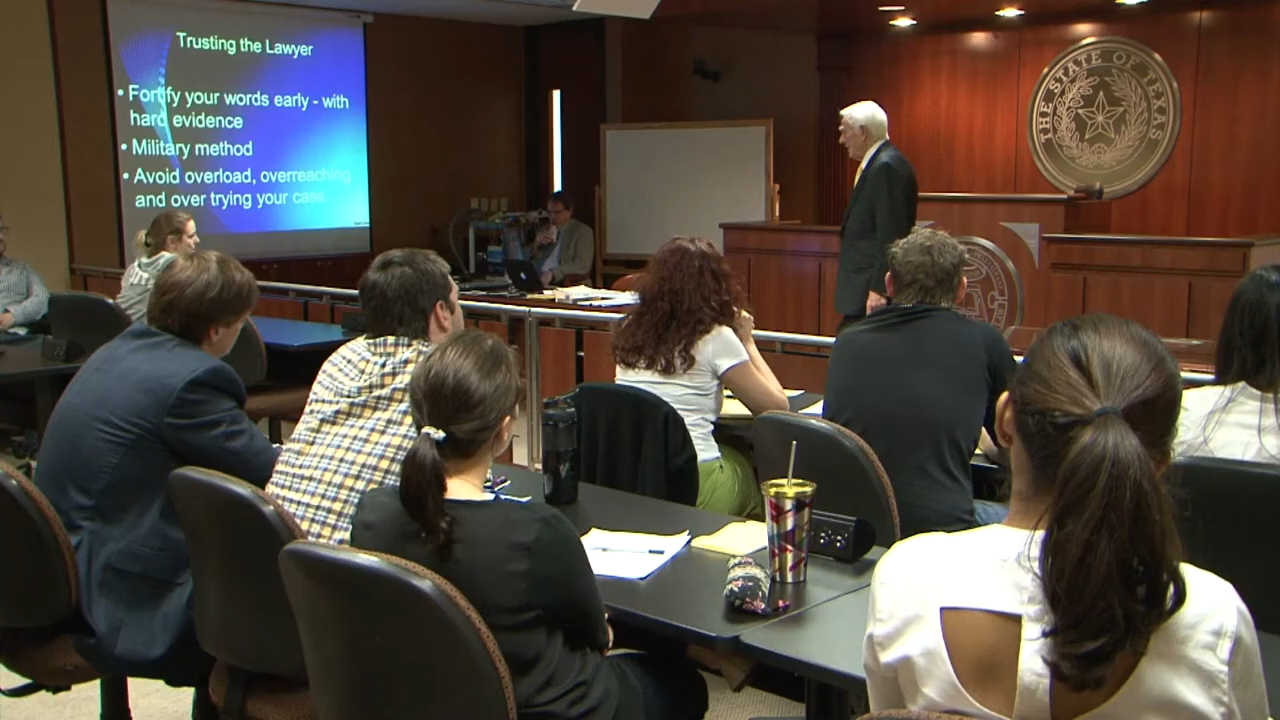 Trusting the Lawyer
• Fortify your words early - with
hard evidence
• Military method
• Avoid overload, overreaching
and over trying your case
THE STATE OF TEXAS